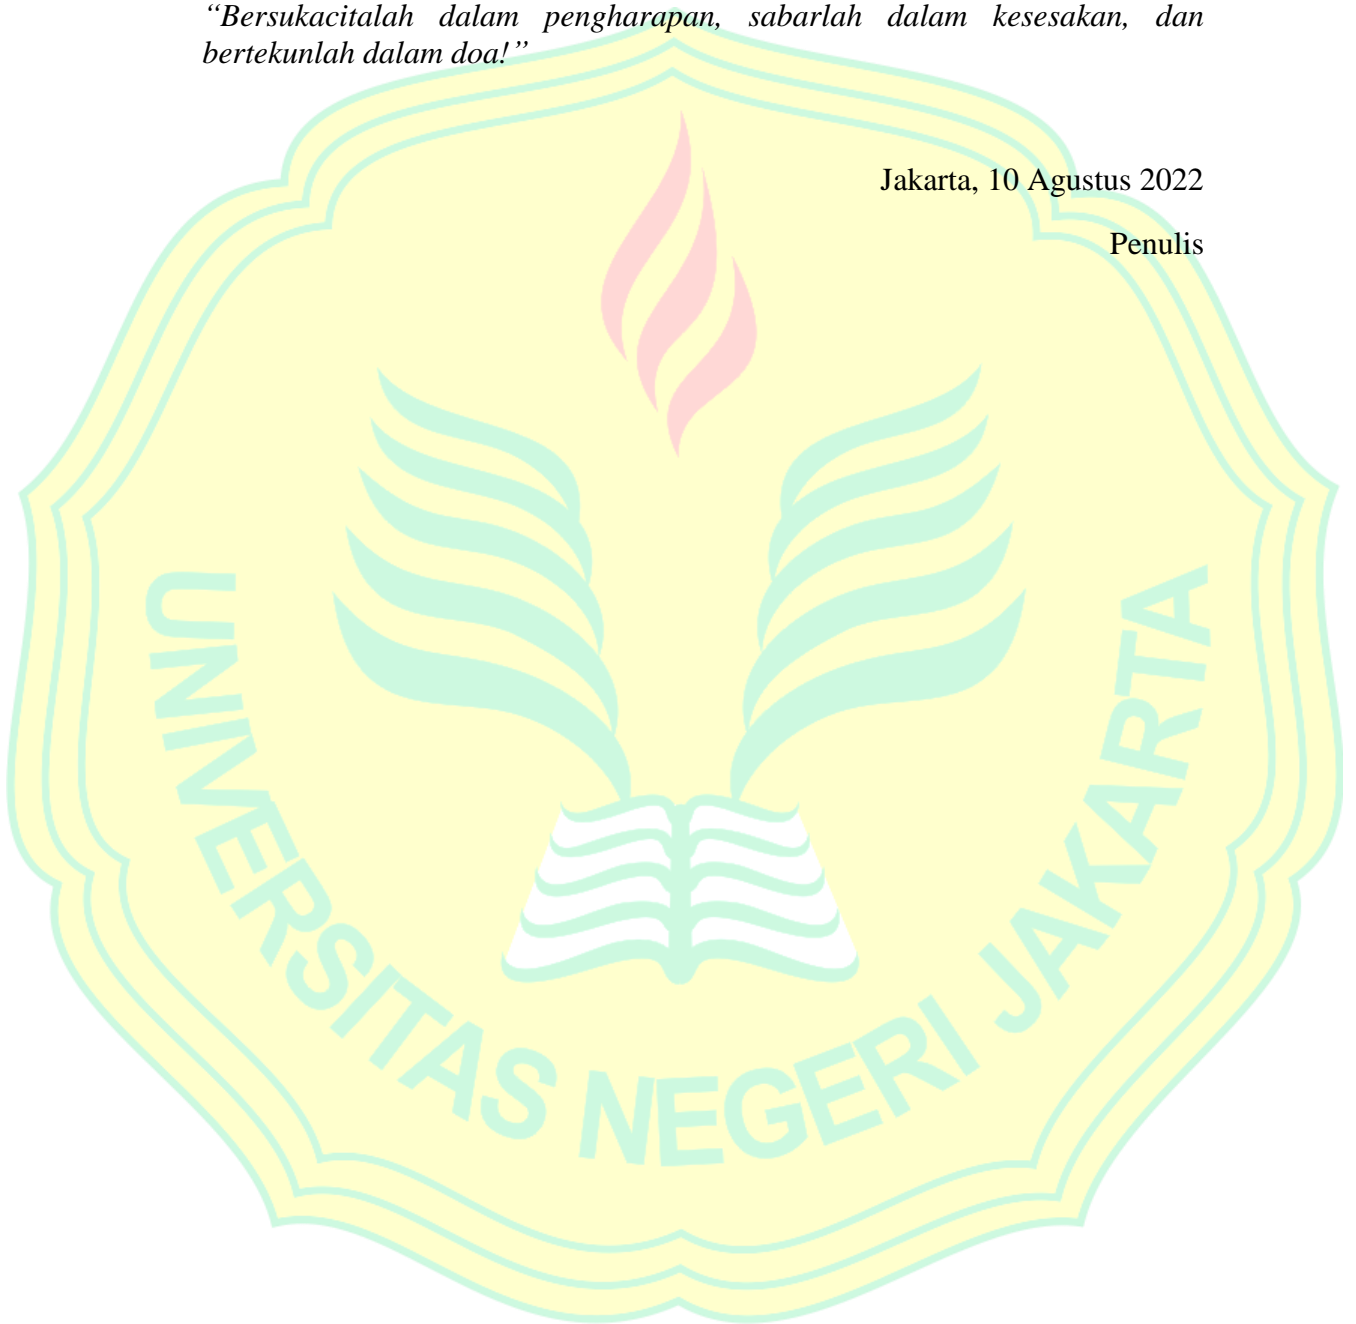 “Bersukacitalah dalam pengharapan, sabarlah dalam kesesakan, dan
bertekunlah dalam doa!”
Jakarta, 10 Agustus 2022
Penulis
UNIVERSITAS NEGERI JAKARTA